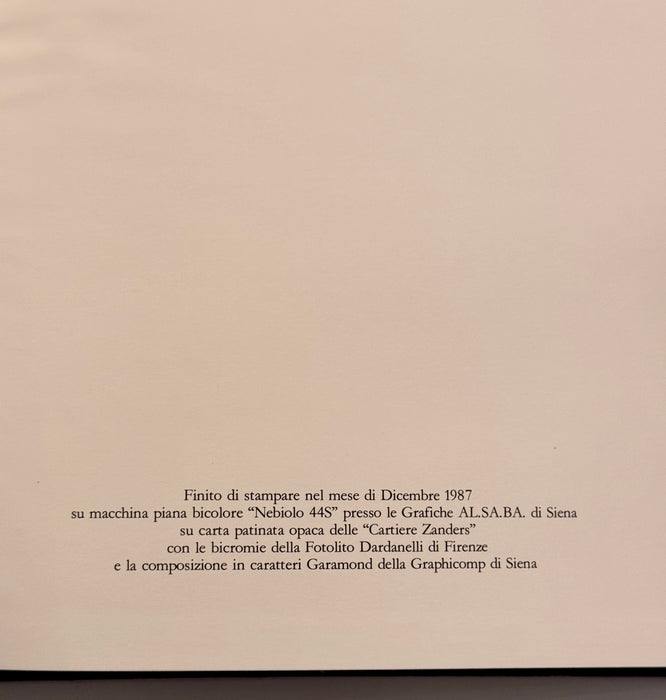 Finito di stampare nel mese di Dicembre 1987
su macchina piana bicolore “Nebiolo 44S” presso le Grafiche AL.SA.BA. di Siena
su carta patinata opaca delle “Cartiere Zanders”
con le bicromie della Fotolito Dardanelli di Firenze
e la composizione in caratteri Garamond della Graphicomp di Siena